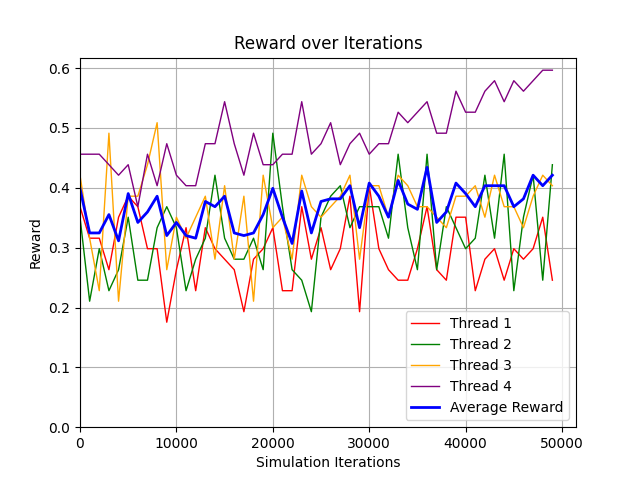 Reward over Iterations
Reward
0.6
0.5
0.4
0.3
0.2
0.1
0.0
Thread 1
Thread 2
Thread 3
Thread 4
Average Reward
0 10000 20000 30000 40000 50000
Simulation Iterations